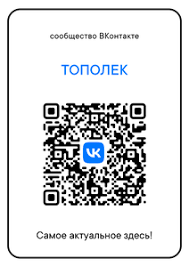 сообщество ВКонтакте
ТОПОЛЕК
Самое актуальное здесь!